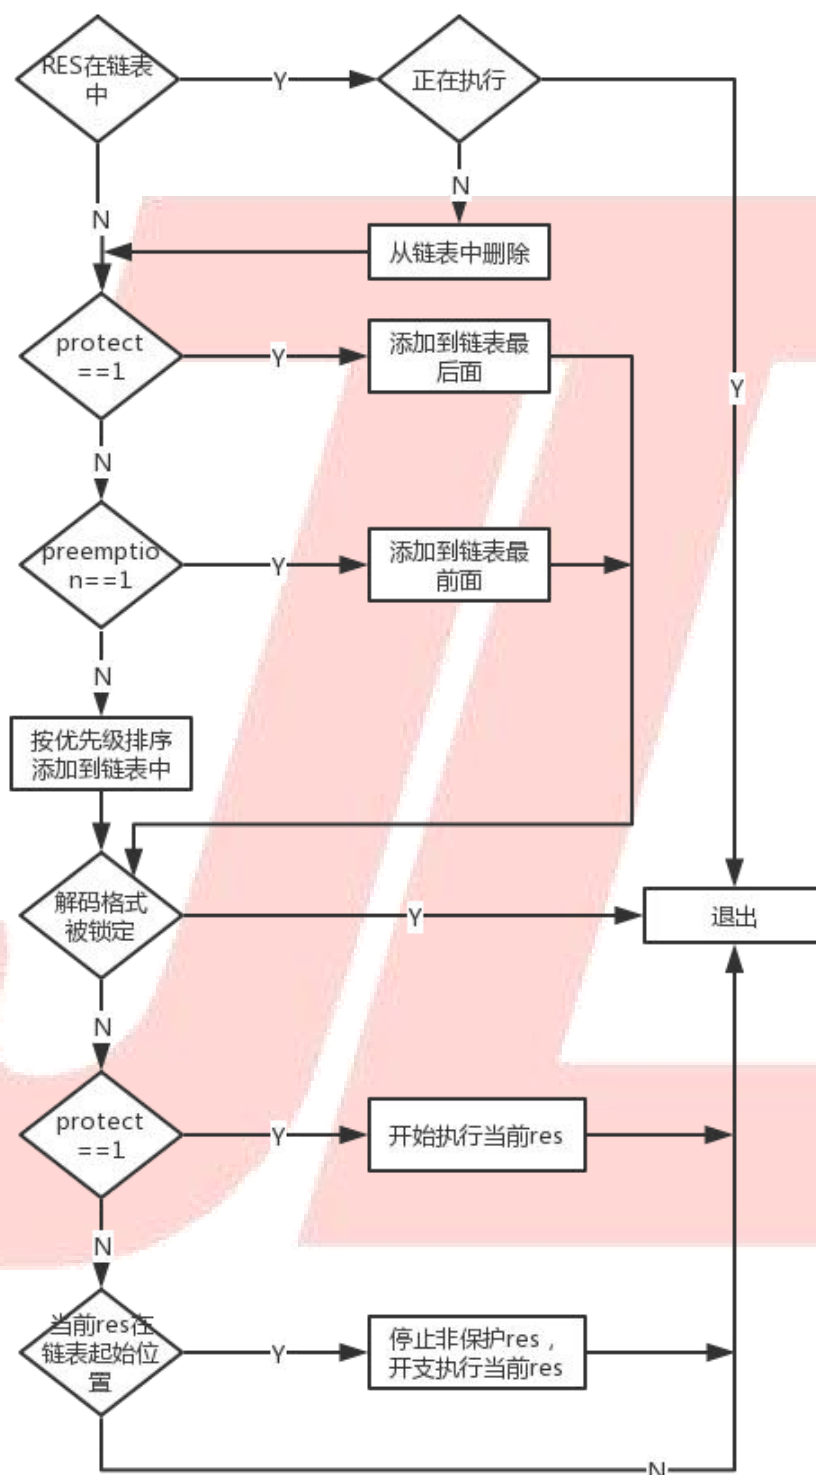 RES在链表
中
Y
正在执行
N
N
从链表中删除
protect
==1
Y
添加到链表最
后面
Y
N
preemptio
n==1
Y
添加到链表最
前面
N
按优先级排序
添加到链表中
解码格式
被锁定
Y
退出
N
protect
==1
Y
开始执行当前res
N
当前res在
链表起始位
置
Y
停止非保护res，
开支执行当前res
N